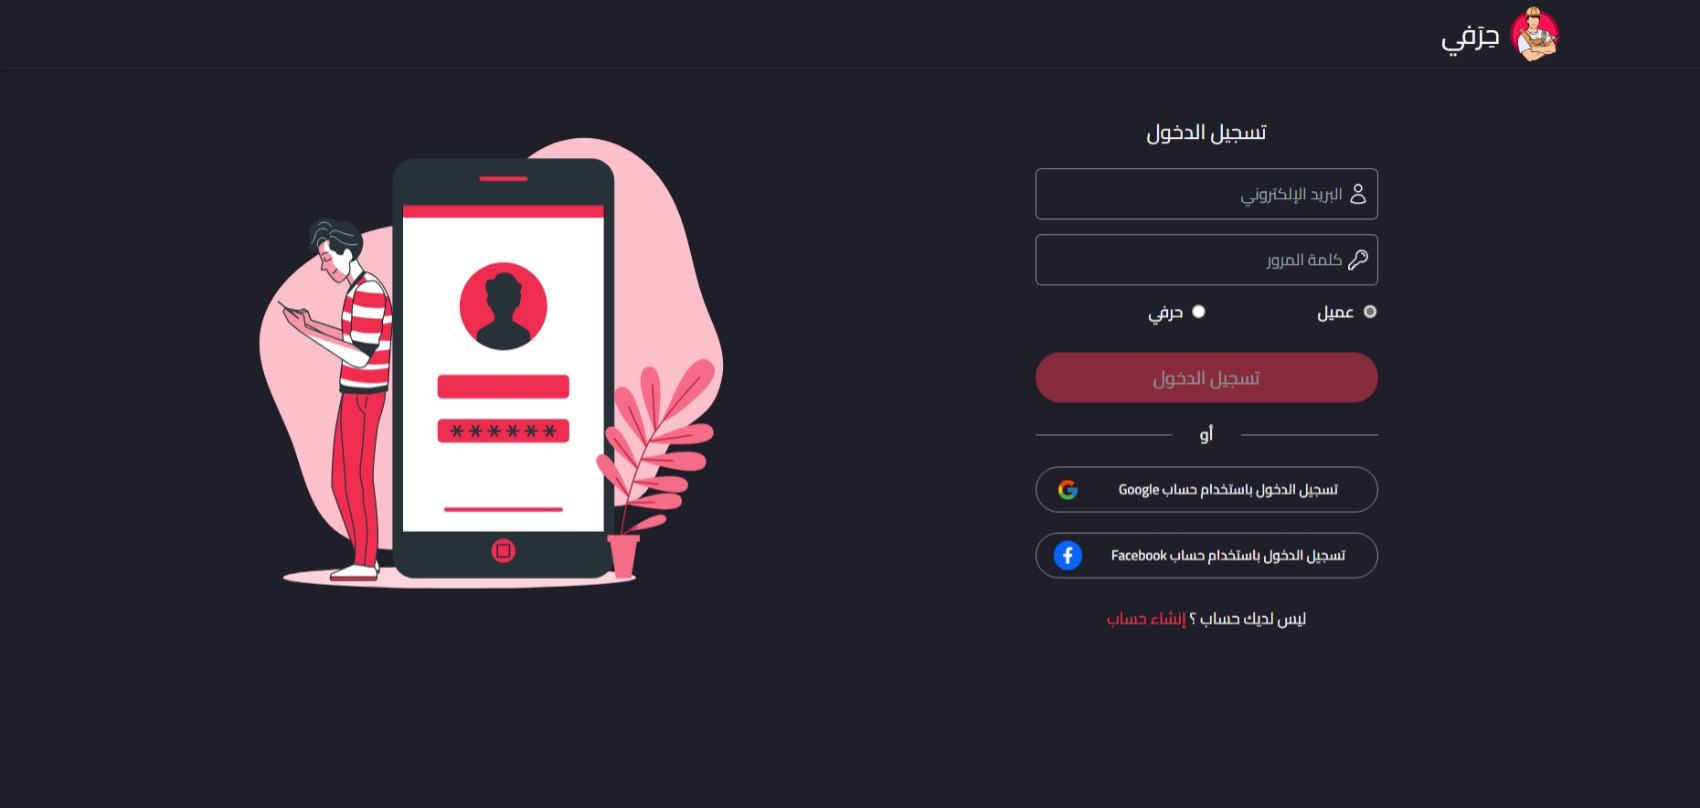 حِرَفي
تسجيل الدخول
البريد الإلكتروني
كلمة المرور
عميل
حرفي
تسجيل الدخول
أو
تسجيل الدخول باستخدام حساب Google
تسجيل الدخول باستخدام حساب Facebook
ليس لديك حساب ؟ إنشاء حساب
******